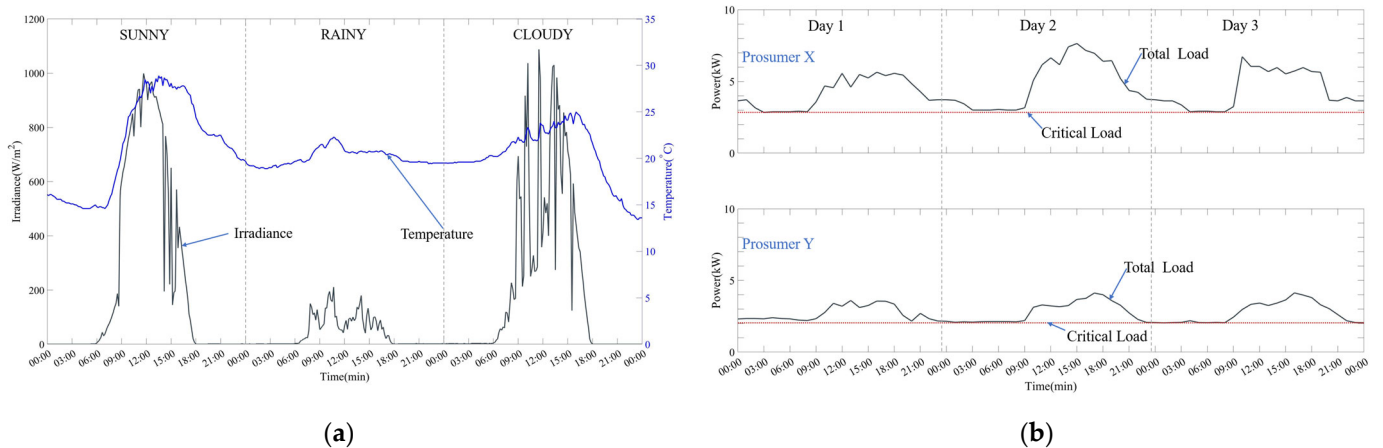 SUNNY RAINY CLOUDY
1200
1000
800
600
400
200
0
Irradiance(W/m²)
35
30
25
20
15
10
5
0
Temperature(°C)
Irradiance
Temperature
00:00 03:00 06:00 09:00 12:00 15:00 18:00 21:00 00:00 03:00 06:00 09:00 12:00 15:00 18:00 21:00 00:00 03:00 06:00 09:00 12:00 15:00 18:00 21:00 00:00
Time(min)
(a)
Day 1 Day 2 Day 3
10
5
0
Power(kW)
Prosumer X
Total Load
Critical Load
10
5
0
Power(kW)
Prosumer Y
Total Load
Critical Load
00:00 03:00 06:00 09:00 12:00 15:00 18:00 21:00 00:00 03:00 06:00 09:00 12:00 15:00 18:00 21:00 00:00 03:00 06:00 09:00 12:00 15:00 18:00 21:00 00:00
Time(min)
(b)